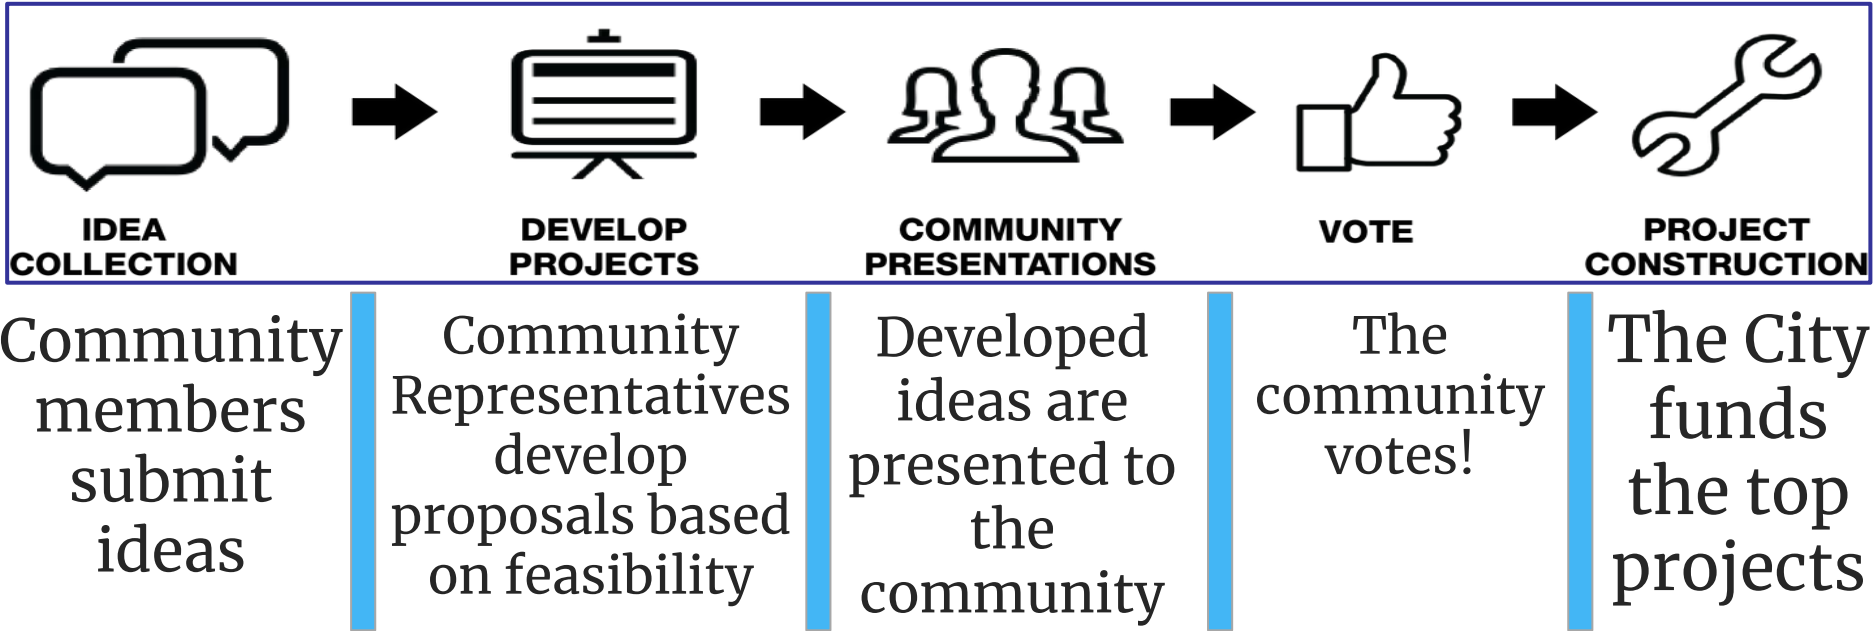 IDEA
COLLECTION
DEVELOP
PROJECTS
COMMUNITY
PRESENTATIONS
VOTE
PROJECT
CONSTRUCTION
Community
members
submit
ideas
Community
Representatives
develop
proposals based
on feasibility
Developed
ideas are
presented to
the
community
The
community
votes!
The City
funds
the top
projects